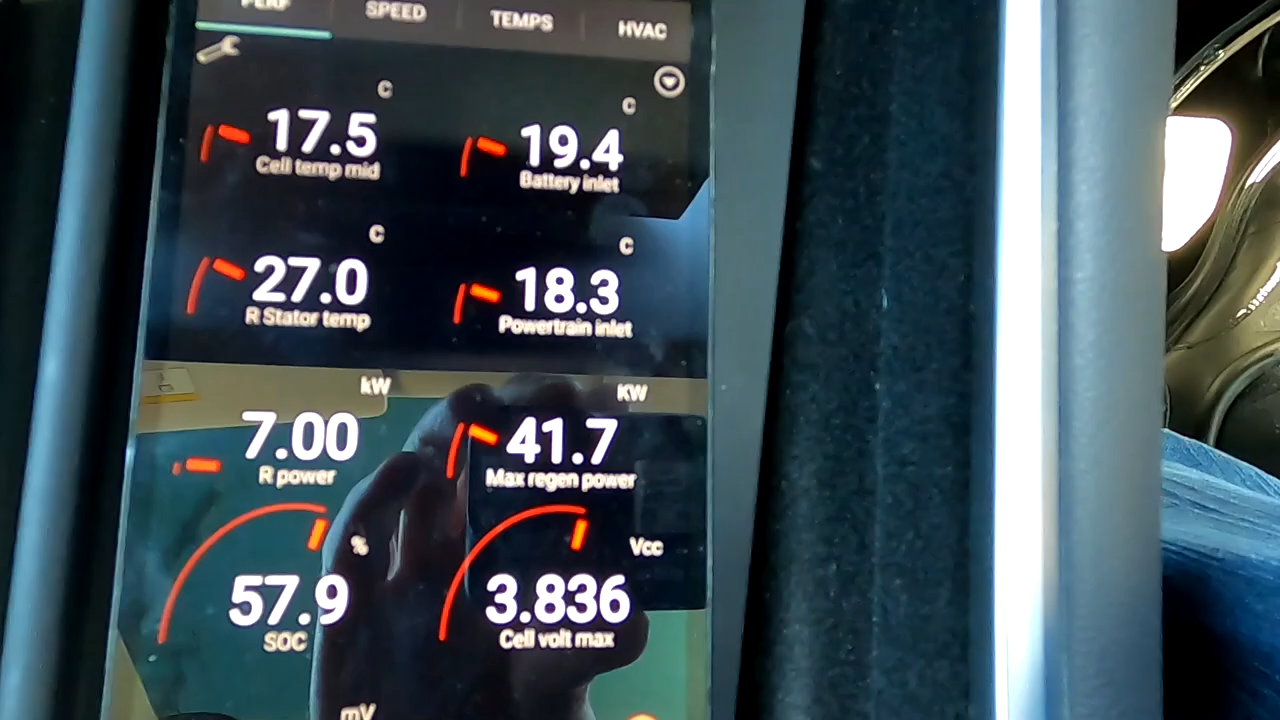 PERF SPEED TEMPS HVAC
C C
17.5 19.4
Cell temp mid Battery inlet
C C
27.0 18.3
R Stator temp Powertrain inlet
kW KW
7.00 41.7
R power Max regen power
% Vcc
57.9 3.836
SOC Cell volt max
mV